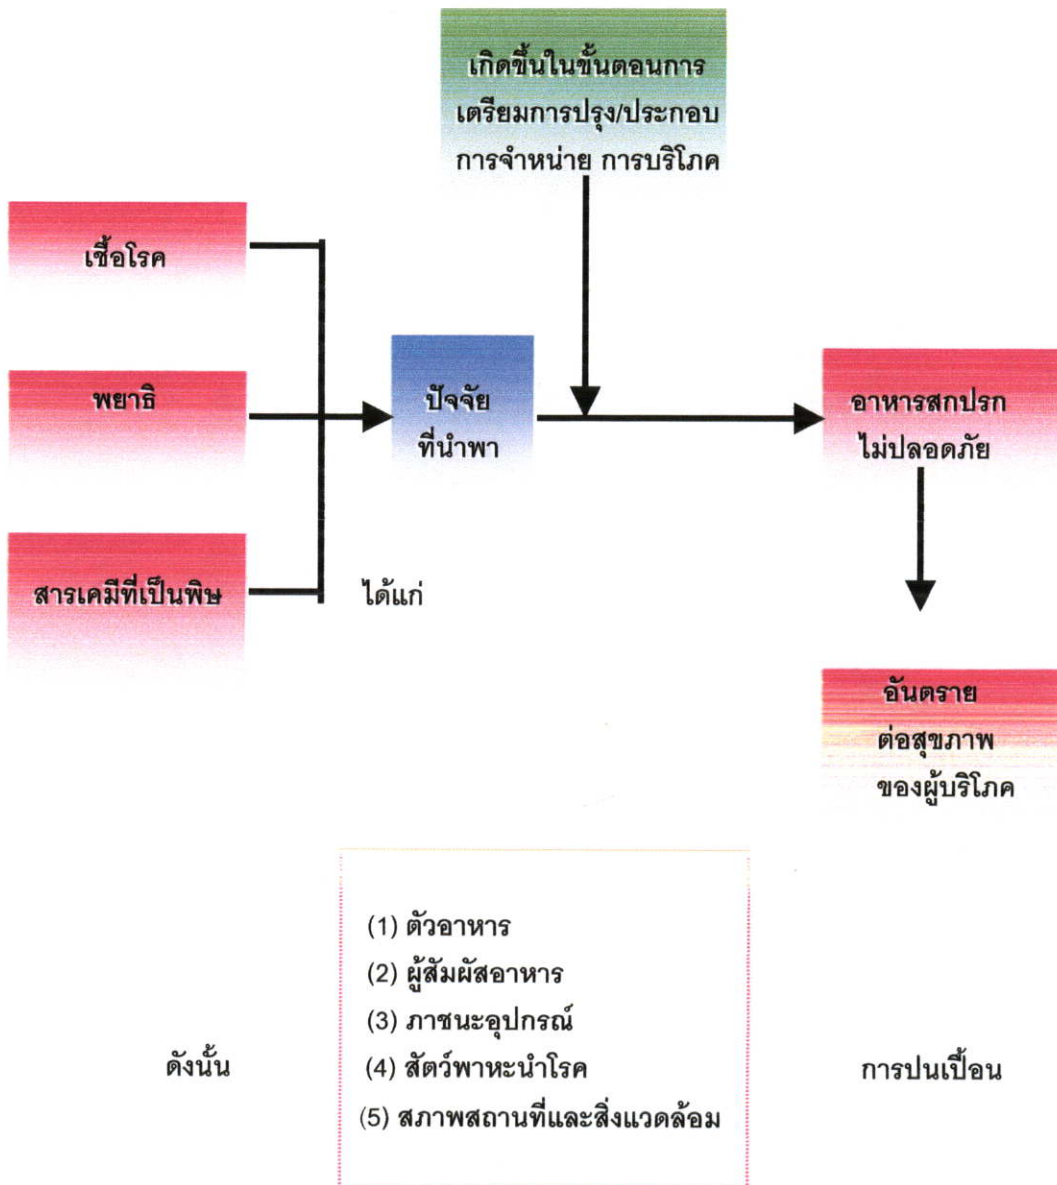 เกิดขึ้นในขั้นตอนการ
เตรียมการปรุง/ประกอบ
การจำหน่าย การบริโภค
เชื้อโรค
พยาธิ
ปัจจัย
ที่นำพา
อาหารสกปรก
ไม่ปลอดภัย
สารเคมีที่เป็นพิษ
ได้แก่
อันตราย
ต่อสุขภาพ
ของผู้บริโภค
(1) ตัวอาหาร
(2) ผู้สัมผัสอาหาร
(3) ภาชนะอุปกรณ์
(4) สัตว์พาหะนำโรค
(5) สภาพสถานที่และสิ่งแวดล้อม
ดังนั้น
การปนเปื้อน